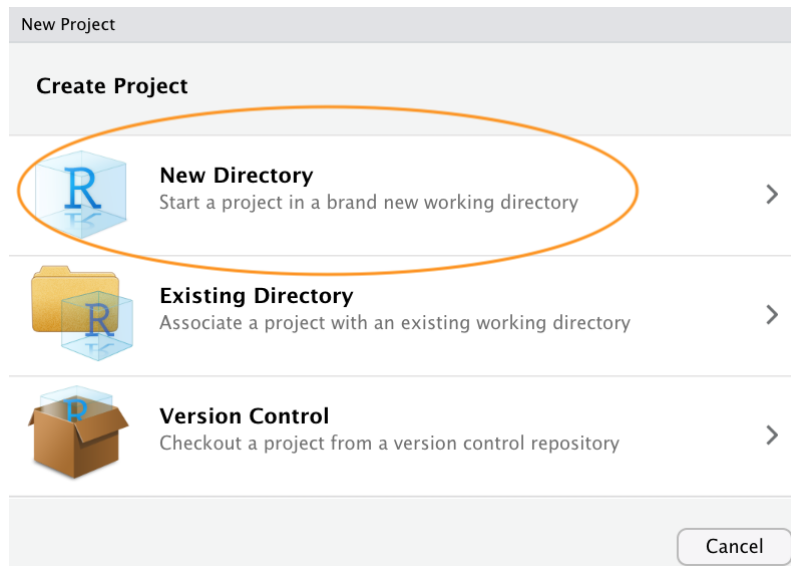 New Project
Create Project
R
New Directory
Start a project in a brand new working directory
R
Existing Directory
Associate a project with an existing working directory
R
Version Control
Checkout a project from a version control repository
Cancel